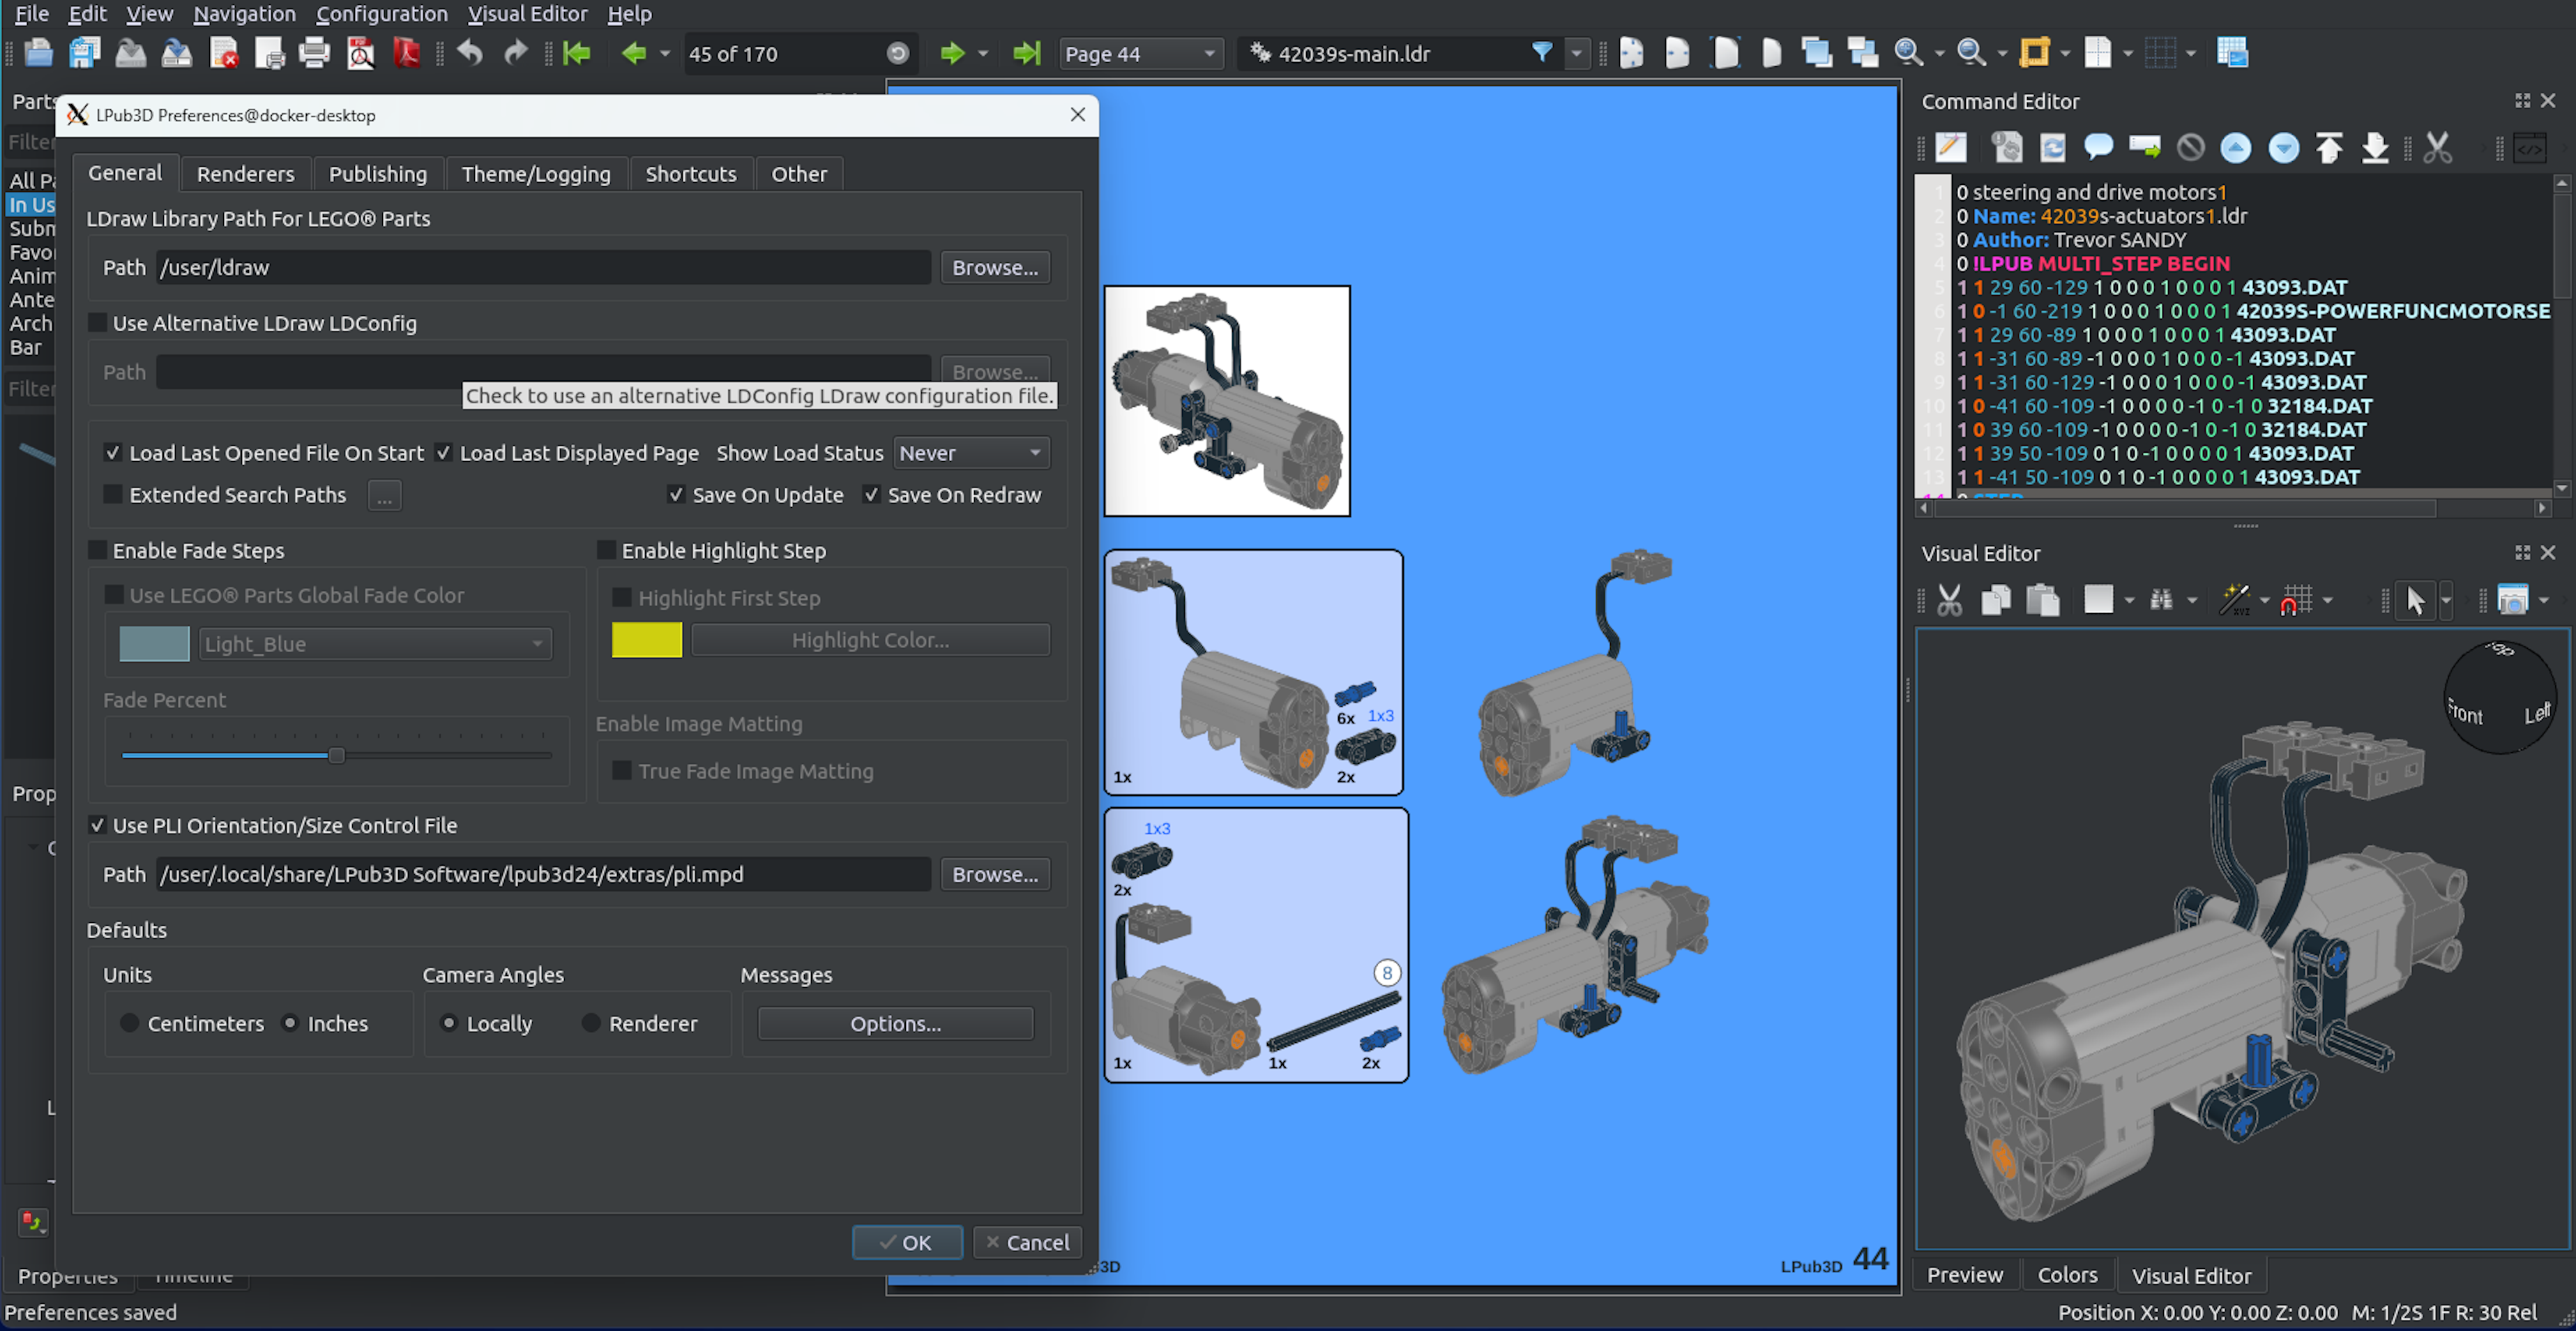 File Edit View Navigation Configuration Visual Editor Help
45 of 170
Page 44
42039s-main.ldr
Parts
Filter
All Pa
In Us
Subm
Favor
Anim
Ante
Arch
Bar
Filter
Prop
LPub3D Preferences@docker-desktop
General Renderers Publishing Theme/Logging Shortcuts Other
LDraw Library Path For LEGO® Parts
Path /user/ldraw Browse...
Use Alternative LDraw LDConfig
Path Browse...
Check to use an alternative LDConfig LDraw configuration file.
Load Last Opened File On Start Load Last Displayed Page Show Load Status Never
Extended Search Paths ... Save On Update Save On Redraw
Enable Fade Steps Enable Highlight Step
Use LEGO® Parts Global Fade Color Highlight First Step
Light_Blue Highlight Color...
Fade Percent Enable Image Matting
True Fade Image Matting
Use PLI Orientation/Size Control File
Path /user/.local/share/LPub3D Software/lpub3d24/extras/pli.mpd Browse...
Defaults
Units Camera Angles Messages
Centimeters Inches Locally Renderer Options...
OK Cancel
Properties Timeline
Preferences saved
6x 1x3
1x 2x
1x3
2x
8
1x 1x 2x
3D
LPub3D 44
Command Editor
1 0 steering and drive motors1
2 0 Name: 42039s-actuators1.ldr
3 0 Author: Trevor SANDY
4 0 !LPUB MULTI_STEP BEGIN
5 1 1 29 60 -129 1 0 0 0 1 0 0 0 1 43093.DAT
6 1 0 -1 60 -219 1 0 0 0 1 0 0 0 1 42039S-POWERFUNCMOTORSE
7 1 1 29 60 -89 1 0 0 0 1 0 0 0 1 43093.DAT
8 1 1 -31 60 -89 -1 0 0 0 1 0 0 0 -1 43093.DAT
9 1 1 -31 60 -129 -1 0 0 0 1 0 0 0 -1 43093.DAT
10 1 0 -41 60 -109 -1 0 0 0 0 -1 0 -1 0 32184.DAT
11 1 0 39 60 -109 -1 0 0 0 0 -1 0 -1 0 32184.DAT
12 1 1 39 50 -109 0 1 0 -1 0 0 0 0 1 43093.DAT
13 1 1 -41 50 -109 0 1 0 -1 0 0 0 0 1 43093.DAT
14 0 STEP
Visual Editor
Top
Front Left
Preview Colors Visual Editor
Position X: 0.00 Y: 0.00 Z: 0.00 M: 1/2S 1F R: 30 Rel